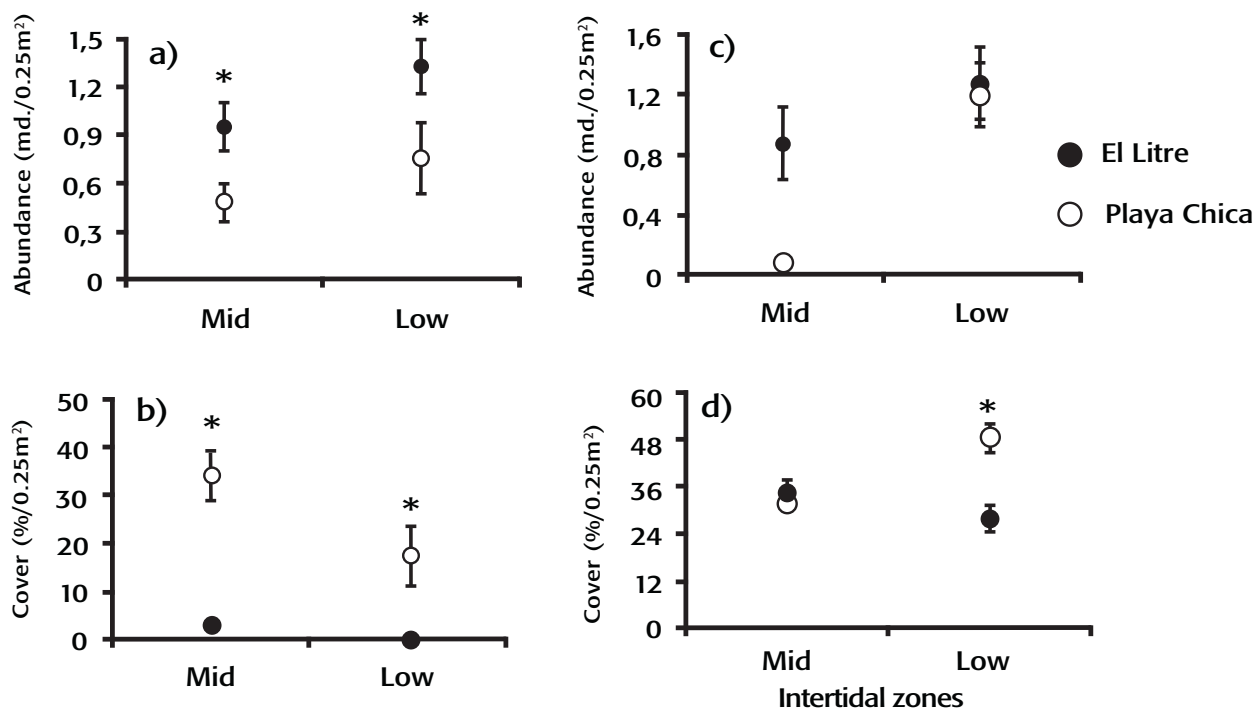 a)
Abundance (md./0.25m²)
1,5
1,2
0,9
0,6
0,3
0
*
*
Mid
Low
c)
Abundance (md./0.25m²)
1,6
1,2
0,8
0,4
0
Mid
Low
El Litre
Playa Chica
b)
Cover (%/0.25m²)
50
40
30
20
10
0
*
*
Mid
Low
d)
Cover (%/0.25m²)
60
48
36
24
12
0
*
Mid
Low
Intertidal zones